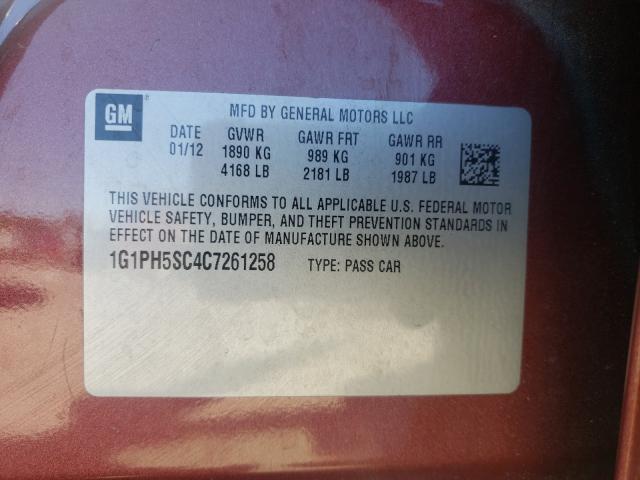 GM®
MFD BY GENERAL MOTORS LLC
DATE GVWR GAWR FRT GAWR RR
01/12 1890 KG 989 KG 901 KG
4168 LB 2181 LB 1987 LB
THIS VEHICLE CONFORMS TO ALL APPLICABLE U.S. FEDERAL MOTOR
VEHICLE SAFETY, BUMPER, AND THEFT PREVENTION STANDARDS IN
EFFECT ON THE DATE OF MANUFACTURE SHOWN ABOVE.
1G1PH5SC4C7261258 TYPE: PASS CAR